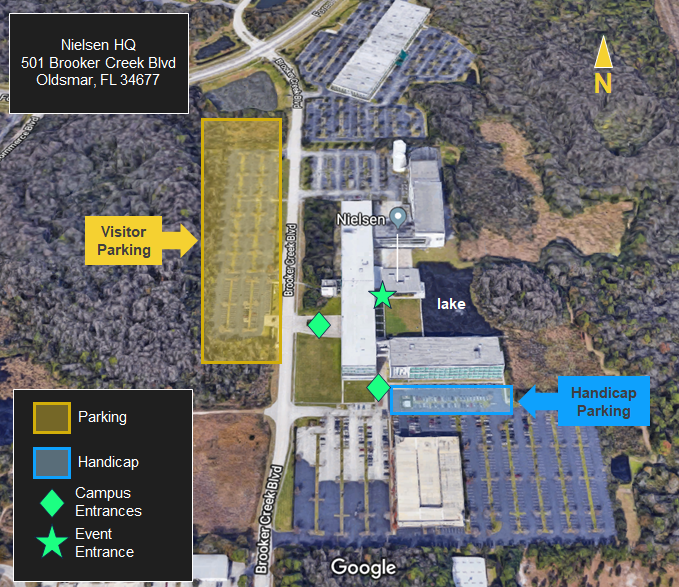 Nielsen HQ
501 Brooker Creek Blvd
Oldsmar, FL 34677
N
Visitor
Parking
Nielsen
Brooker Creek Blvd
lake
Handicap
Parking
Parking
Handicap
Campus
Entrances
Event
Entrance
Brooker Creek Blvd
Google